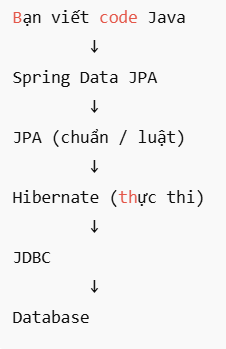 Bạn viết code Java
↓
Spring Data JPA
↓
JPA (chuẩn / luật)
↓
Hibernate (thực thi)
↓
JDBC
↓
Database